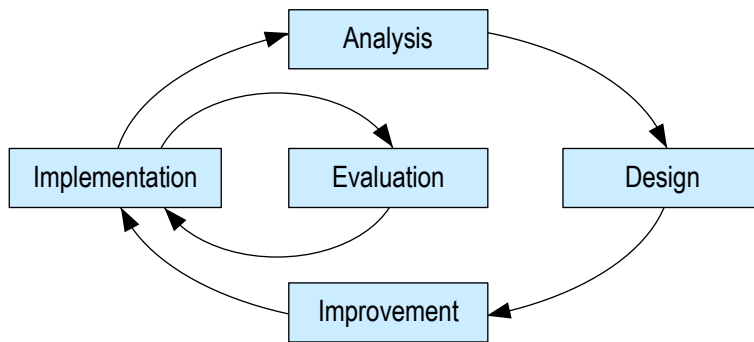 Analysis
Implementation
Evaluation
Design
Improvement